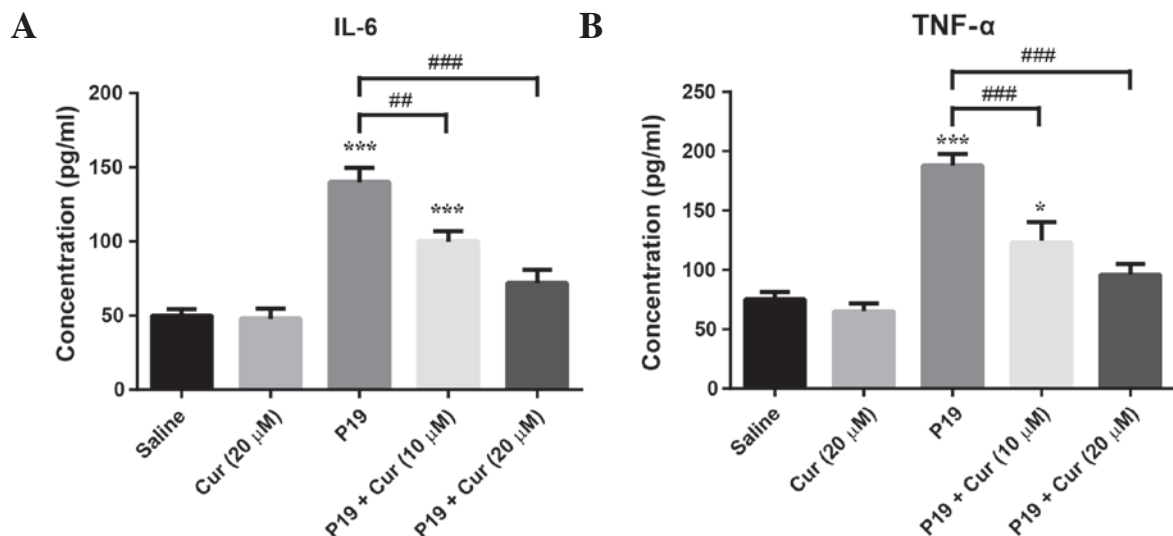 A
IL-6
###
##
***
***
Concentration (pg/ml)
200
150
100
50
0
Saline
Cur (20 μM)
P19
P19 + Cur (10 μM)
P19 + Cur (20 μM)
B
TNF-α
###
###
***
*
Concentration (pg/ml)
250
200
150
100
50
0
Saline
Cur (20 μM)
P19
P19 + Cur (10 μM)
P19 + Cur (20 μM)